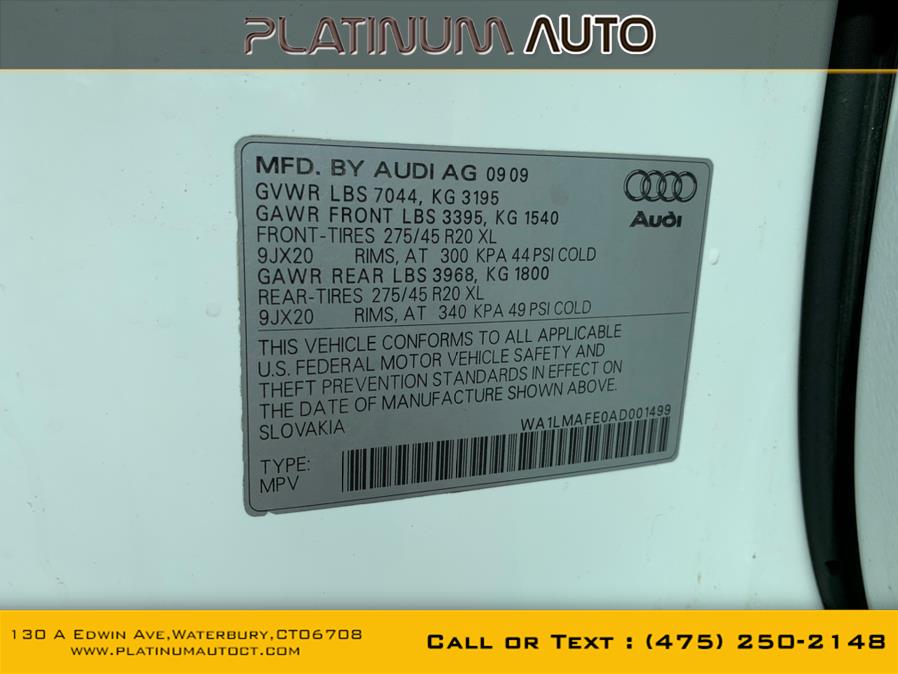 PLATINUM AUTO
MFD. BY AUDI AG 09 09
GVWR LBS 7044, KG 3195
GAWR FRONT LBS 3395, KG 1540
FRONT-TIRES 275/45 R20 XL
9JX20 RIMS, AT 300 KPA 44 PSI COLD
GAWR REAR LBS 3968, KG 1800
REAR-TIRES 275/45 R20 XL
9JX20 RIMS, AT 340 KPA 49 PSI COLD
Audi
THIS VEHICLE CONFORMS TO ALL APPLICABLE
U.S. FEDERAL MOTOR VEHICLE SAFETY AND
THEFT PREVENTION STANDARDS IN EFFECT ON
THE DATE OF MANUFACTURE SHOWN ABOVE.
SLOVAKIA
WA1LMAFE0AD001499
TYPE:
MPV
130 A Edwin Ave,Waterbury,CT06708
www.platinumautoct.com
Call or Text : (475) 250-2148